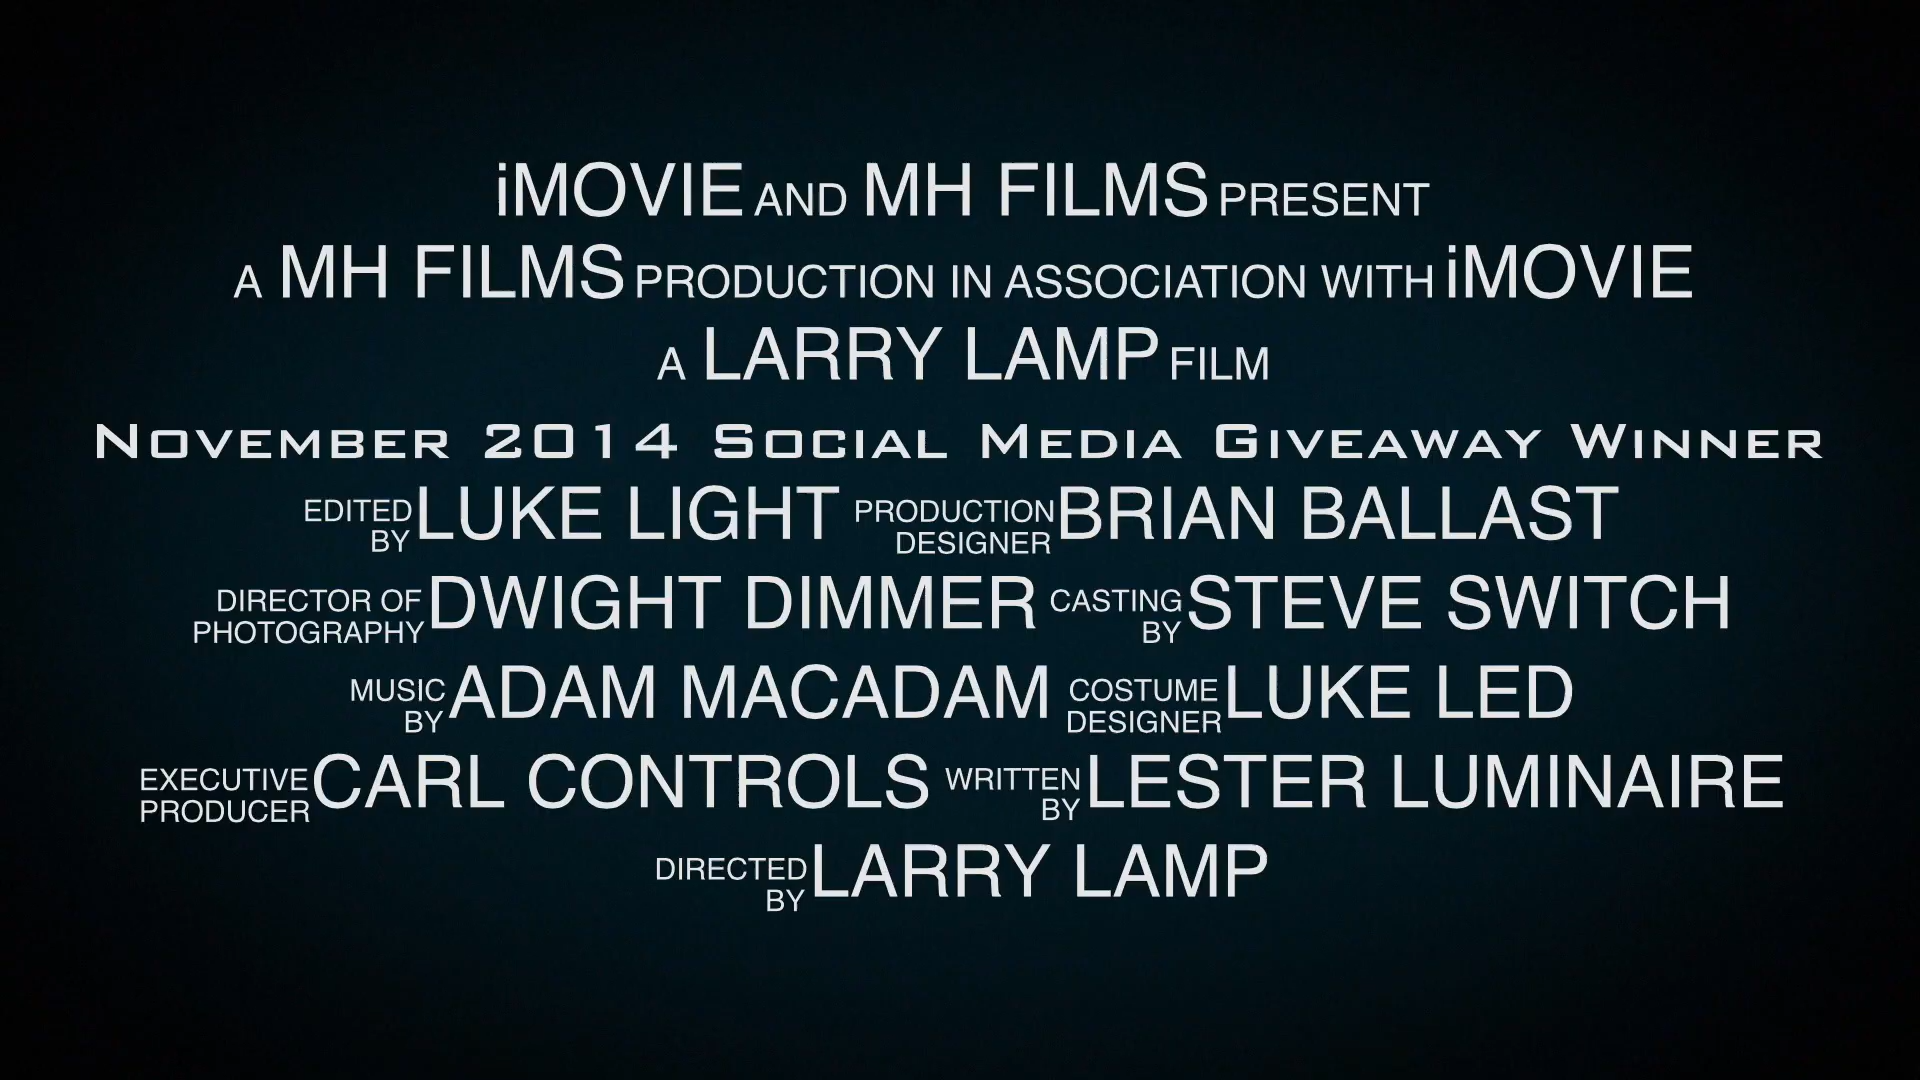 iMOVIE AND MH FILMS PRESENT
A MH FILMS PRODUCTION IN ASSOCIATION WITH iMOVIE
A LARRY LAMP FILM
NOVEMBER 2014 SOCIAL MEDIA GIVEAWAY WINNER
EDITED BY LUKE LIGHT PRODUCTION DESIGNER BRIAN BALLAST
DIRECTOR OF PHOTOGRAPHY DWIGHT DIMMER CASTING BY STEVE SWITCH
MUSIC BY ADAM MACADAM COSTUME DESIGNER LUKE LED
EXECUTIVE PRODUCER CARL CONTROLS WRITTEN BY LESTER LUMINAIRE
DIRECTED BY LARRY LAMP